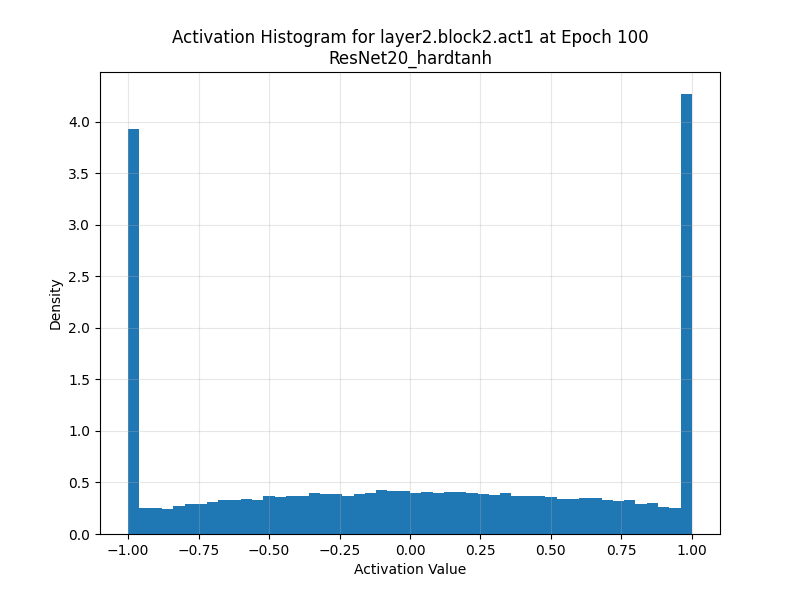 Activation Histogram for layer2.block2.act1 at Epoch 100
ResNet20_hardtanh
4.0
3.5
3.0
2.5
2.0
1.5
1.0
0.5
0.0
Density
−1.00 −0.75 −0.50 −0.25 0.00 0.25 0.50 0.75 1.00
Activation Value